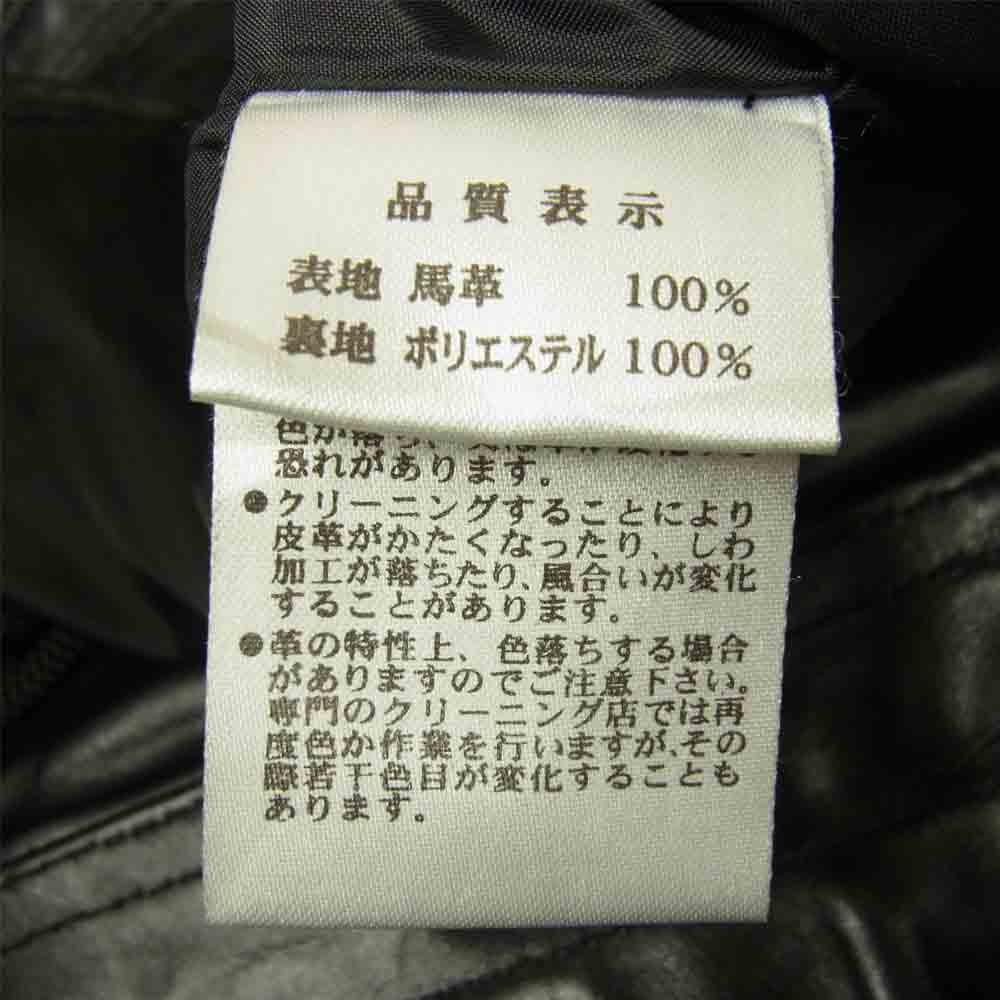 品質表示
表地 馬革 100%
裏地 ポリエステル 100%
色が落ち、
恐れがあります。
●クリーニングすることにより
皮革がかたくなったり、しわ
加工が落ちたり、風合いが変化
することがあります。
●革の特性上、色落ちする場合
がありますのでご注意下さい。
専門のクリーニング店では再
度色か作業を行いますが、その
際若干色目が変化することも
あります。